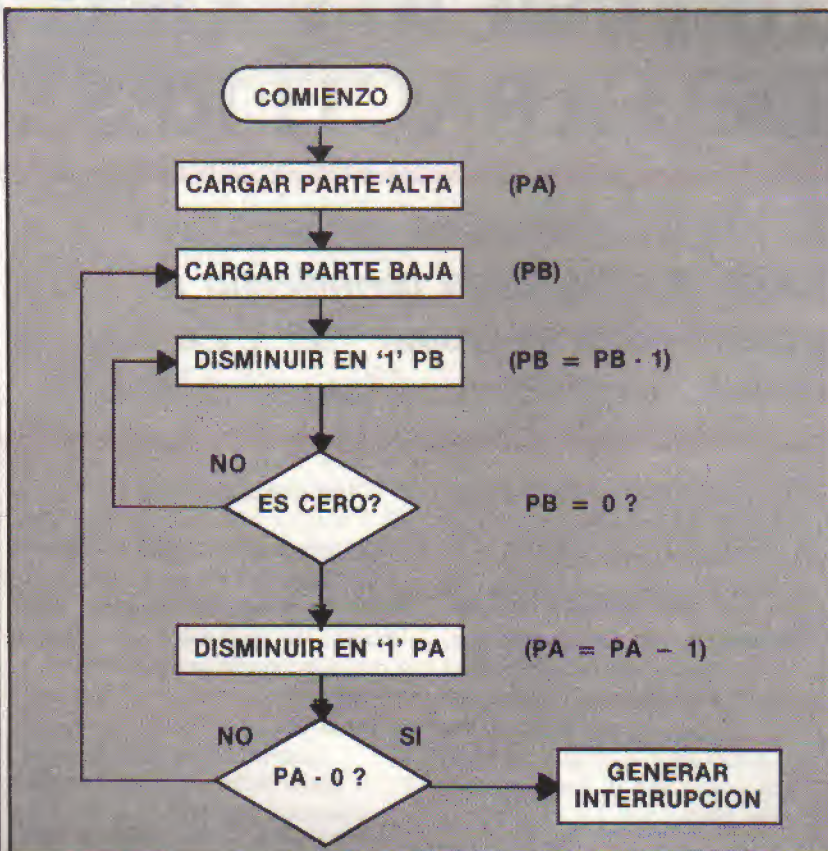 COMIENZO
CARGAR PARTE ALTA (PA)
CARGAR PARTE BAJA (PB)
DISMINUIR EN '1' PB (PB = PB - 1)
NO
ES CERO? PB = 0 ?
DISMINUIR EN '1' PA (PA = PA - 1)
NO SI
PA - 0 ?
GENERAR
INTERRUPCION